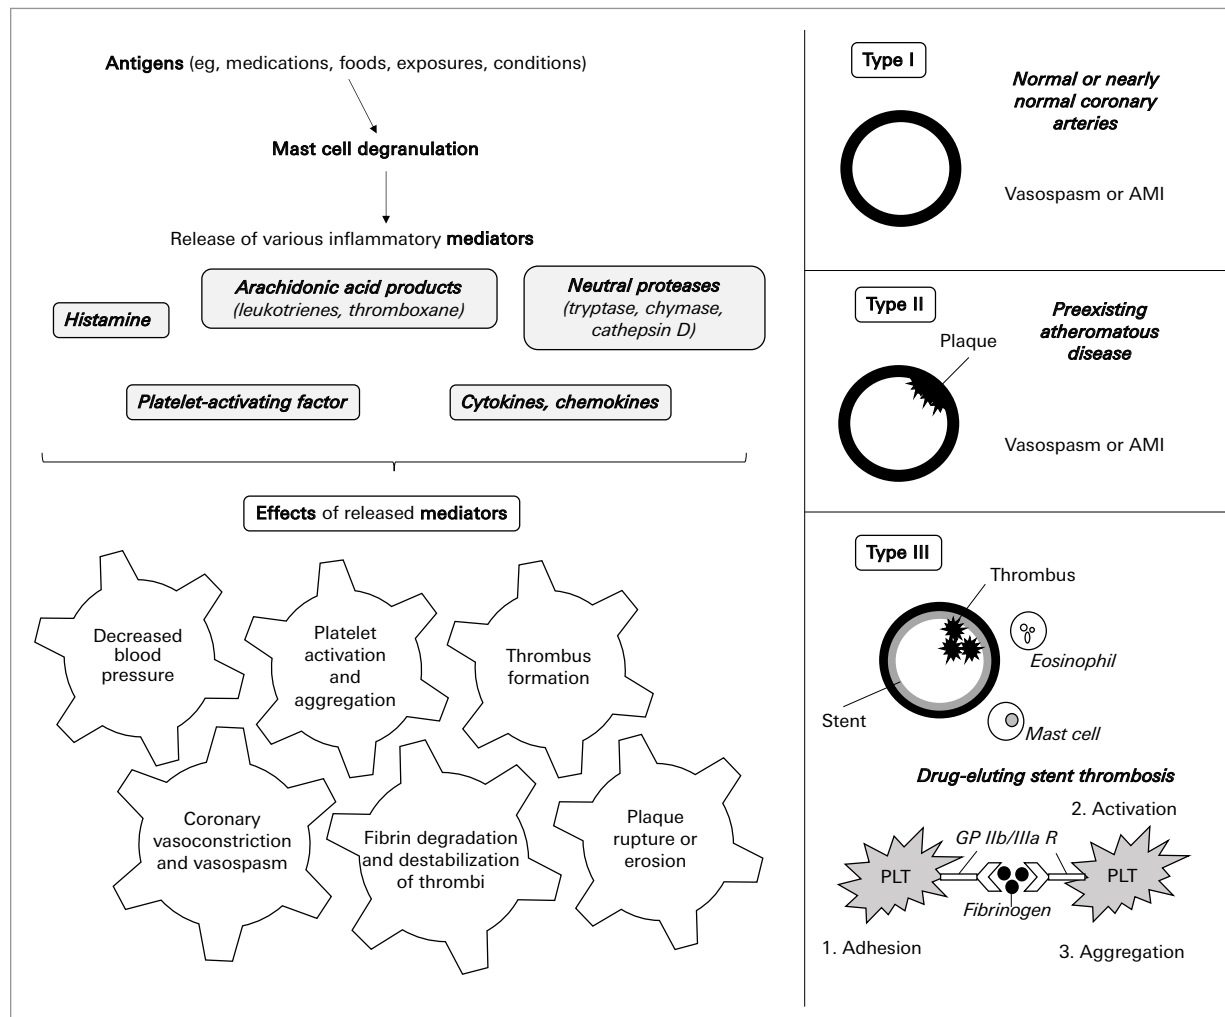 Antigens (eg, medications, foods, exposures, conditions)
Mast cell degranulation
Release of various inflammatory mediators
Histamine
Arachidonic acid products
(leukotrienes, thromboxane)
Neutral proteases
(tryptase, chymase,
cathepsin D)
Platelet-activating factor
Cytokines, chemokines
Effects of released mediators
Decreased
blood
pressure
Platelet
activation
and
aggregation
Thrombus
formation
Coronary
vasoconstriction
and vasospasm
Fibrin degradation
and destabilization
of thrombi
Plaque
rupture or
erosion
Type I
Normal or nearly
normal coronary
arteries
Vasospasm or AMI
Type II
Preexisting
atheromatous
disease
Plaque
Vasospasm or AMI
Type III
Thrombus
Eosinophil
Stent
Mast cell
Drug-eluting stent thrombosis
2. Activation
GP IIb/IIIa R
PLT
PLT
Fibrinogen
1. Adhesion
3. Aggregation